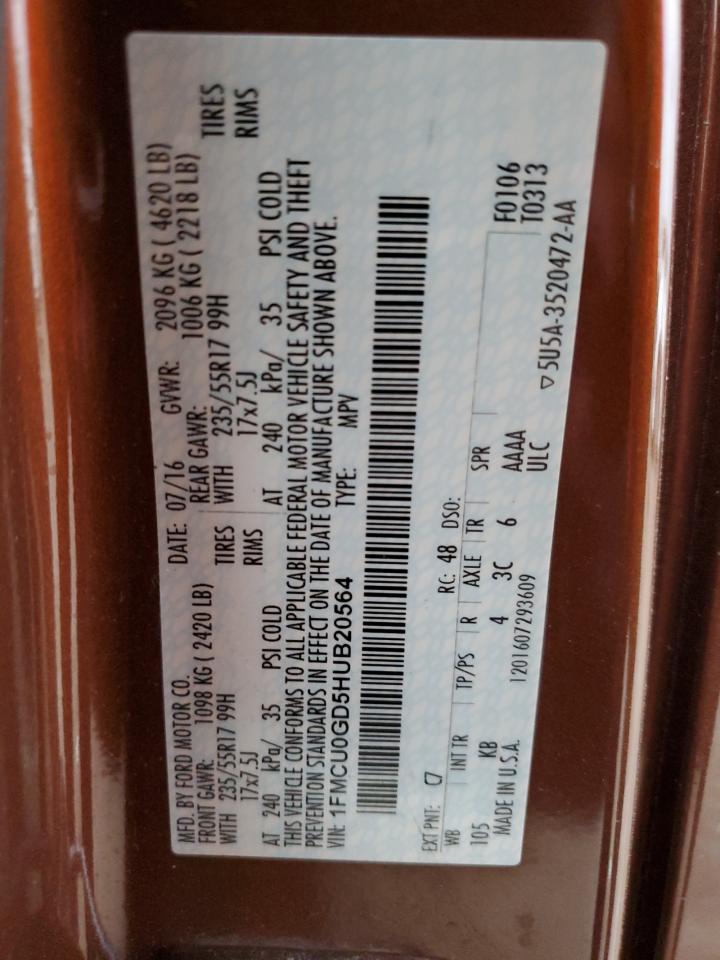 MFD. BY FORD MOTOR CO. DATE: 07/16 GVWR: 2096 KG ( 4620 LB)
FRONT GAWR: 1098 KG ( 2420 LB) REAR GAWR: 1006 KG ( 2218 LB)
WITH 235/55R17 99H TIRES WITH 235/55R17 99H TIRES
17x7.5J RIMS 17x7.5J RIMS
AT 240 kPa/ 35 PSI COLD AT 240 kPa/ 35 PSI COLD
THIS VEHICLE CONFORMS TO ALL APPLICABLE FEDERAL MOTOR VEHICLE SAFETY AND THEFT
PREVENTION STANDARDS IN EFFECT ON THE DATE OF MANUFACTURE SHOWN ABOVE.
VIN: 1FMCU0GD5HUB20564 TYPE: MPV
EXT PNT: C7 RC: 48 DSO:
WB INT TR TP/PS R AXLE TR SPR F0106
105 KB 4 3C 6 AAAA T0313
MADE IN U.S.A. 1201607293609 ULC ▽5U5A-3520472-AA